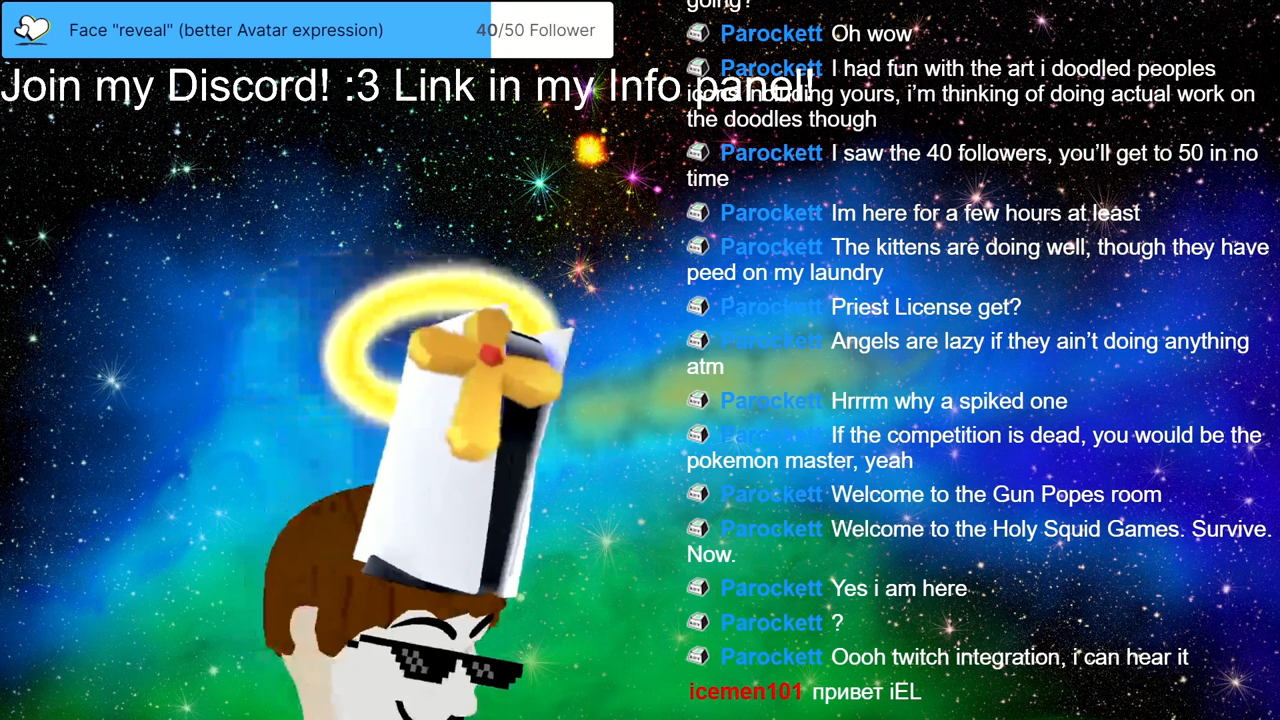 Face "reveal" (better Avatar expression) 40/50 Follower
Join my Discord! :3 Link in my Info panel!
going?
Parockett Oh wow
Parockett I had fun with the art i doodled peoples
icons including yours, i'm thinking of doing actual work on
the doodles though
Parockett I saw the 40 followers, you'll get to 50 in no
time
Parockett Im here for a few hours at least
Parockett The kittens are doing well, though they have
peed on my laundry
Parockett Priest License get?
Parockett Angels are lazy if they ain't doing anything
atm
Parockett Hrrrm why a spiked one
Parockett If the competition is dead, you would be the
pokemon master, yeah
Parockett Welcome to the Gun Popes room
Parockett Welcome to the Holy Squid Games. Survive.
Now.
Parockett Yes i am here
Parockett ?
Parockett Oooh twitch integration, i can hear it
icemen101 привет iEL